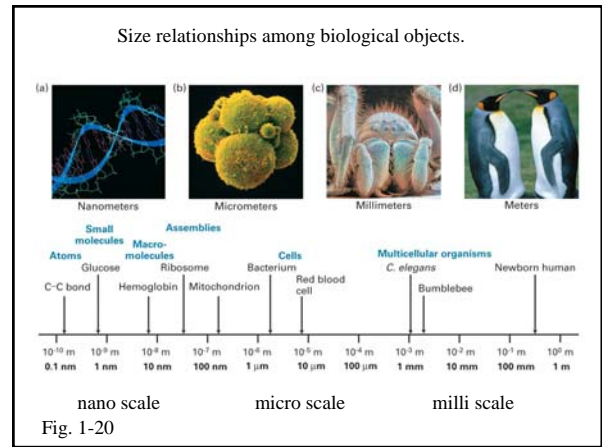 Size relationships among biological objects.
(a) (b) (c) (d)
Nanometers Micrometers Millimeters Meters
Small
molecules
Assemblies
Atoms
Macro-
molecules
Cells
Multicellular organisms
Glucose Ribosome Bacterium C. elegans Newborn human
C–C bond Hemoglobin Mitochondrion Red blood
cell
Bumblebee
10⁻¹⁰ m 10⁻⁹ m 10⁻⁸ m 10⁻⁷ m 10⁻⁶ m 10⁻⁵ m 10⁻⁴ m 10⁻³ m 10⁻² m 10⁻¹ m 10⁰ m
0.1 nm 1 nm 10 nm 100 nm 1 μm 10 μm 100 μm 1 mm 10 mm 100 mm 1 m
nano scale micro scale milli scale
Fig. 1-20